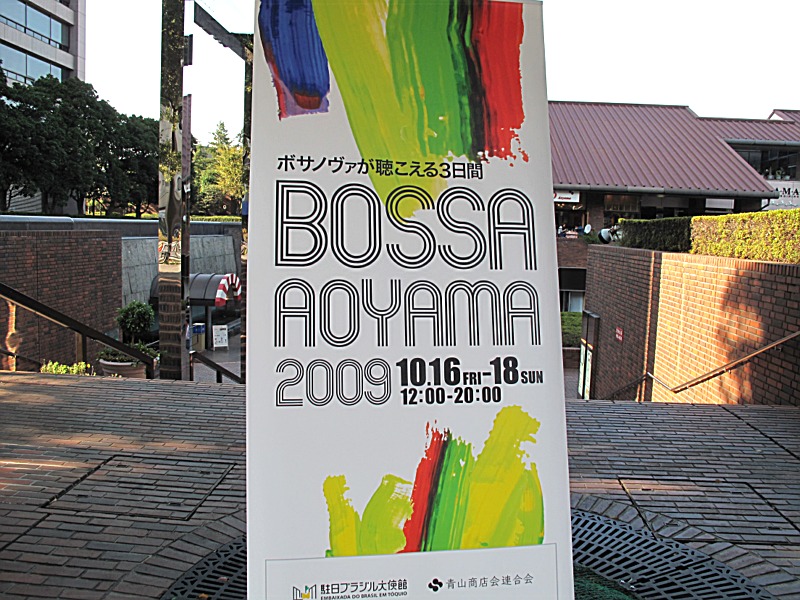 ボサノヴァが聴こえる3日間
BOSSA
AOYAMA
2009 10.16 FRI-18 SUN
12:00-20:00
駐日ブラジル大使館
EMBAIXADA DO BRASIL EM TÓQUIO
青山商店会連合会